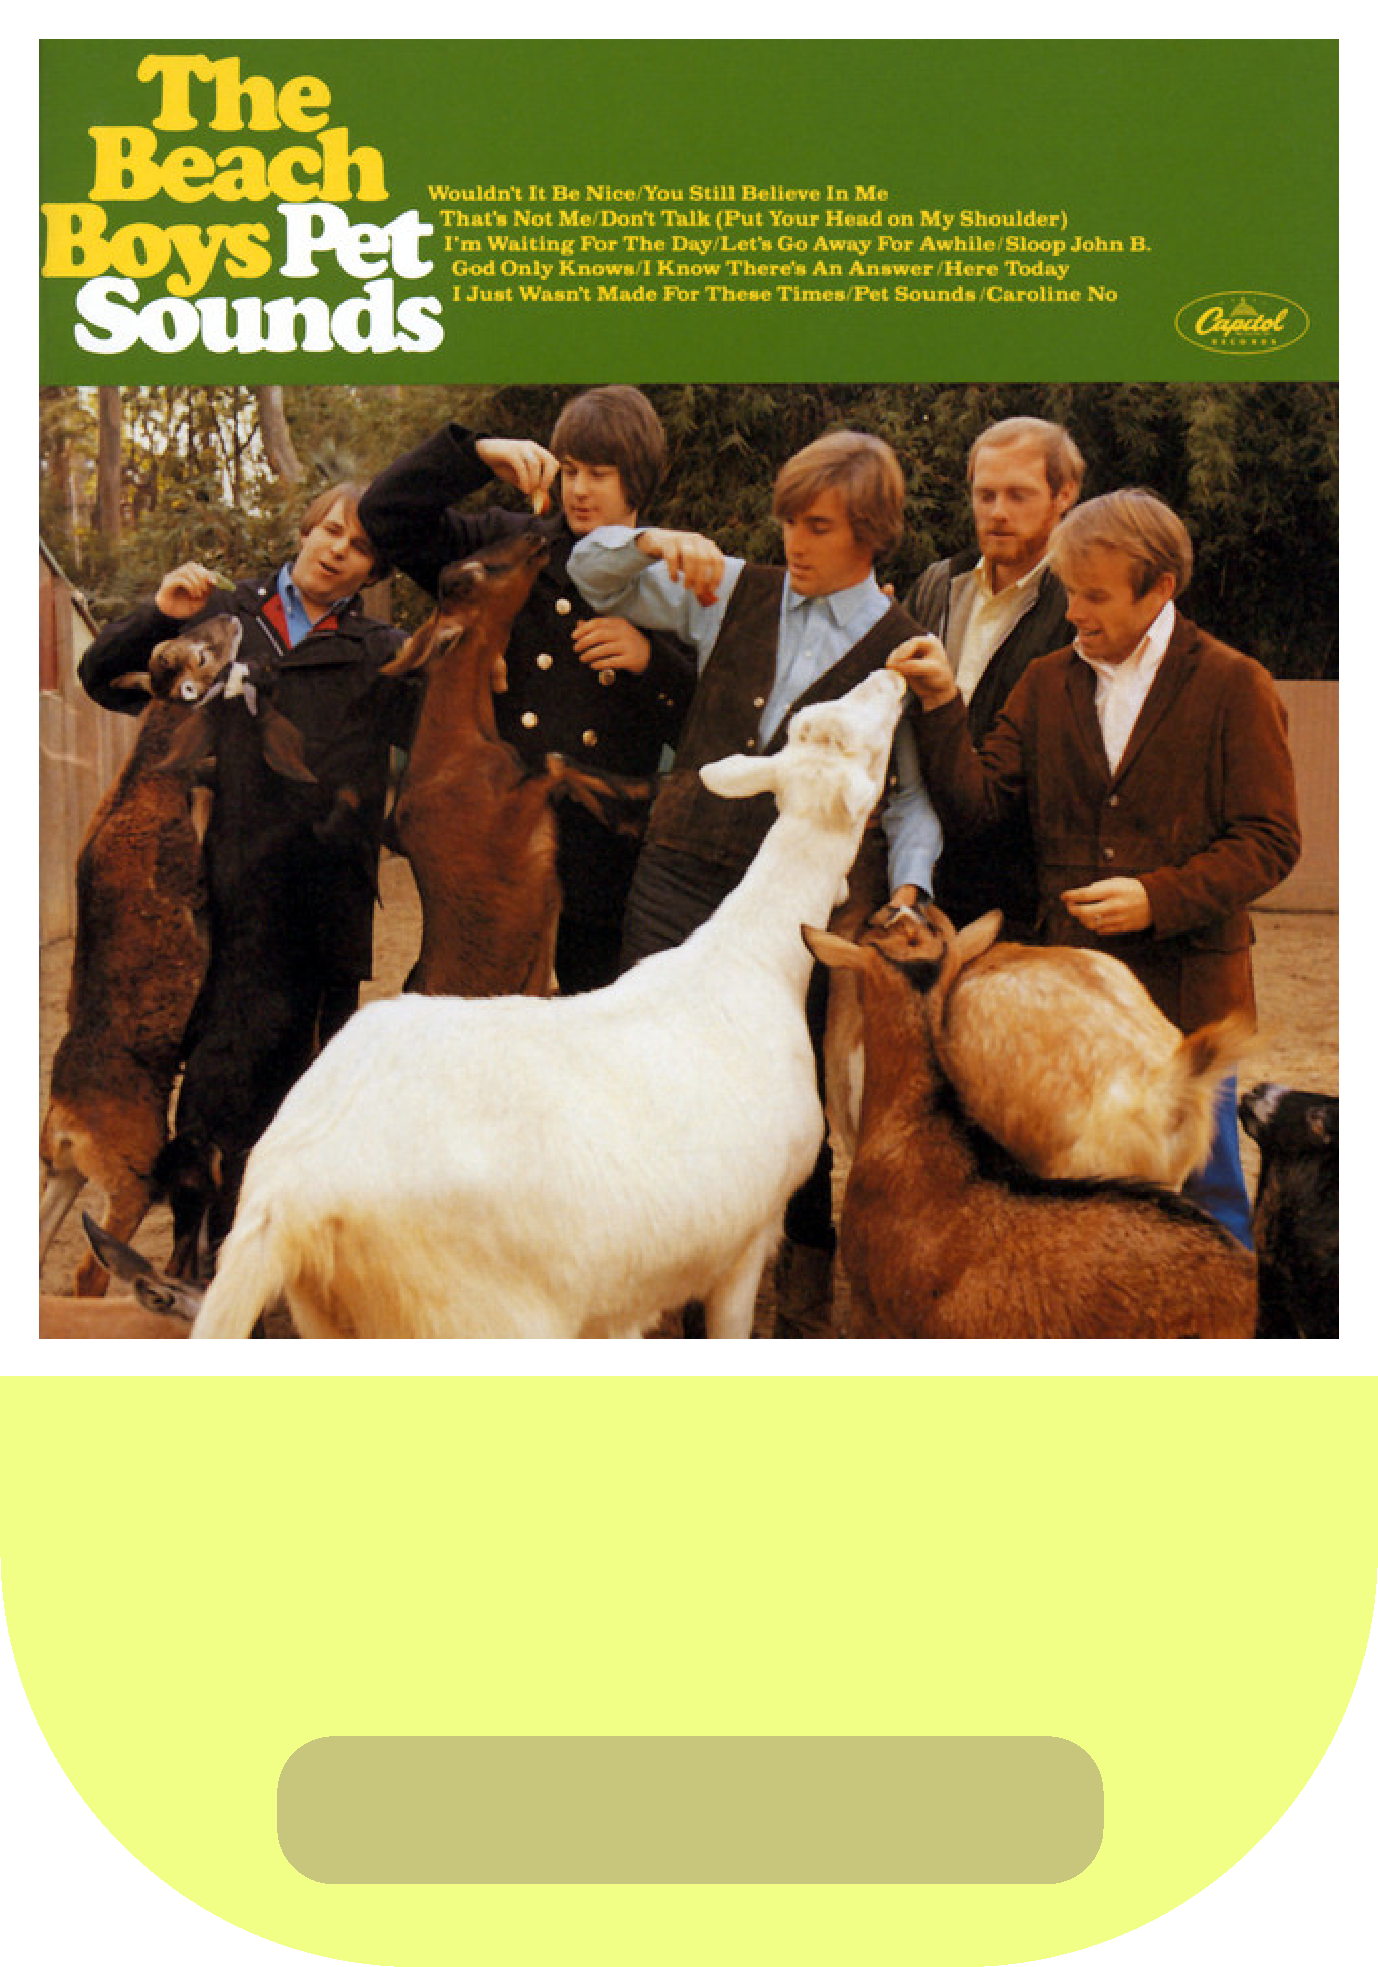 The
Beach
Boys Pet
Sounds
Wouldn't It Be Nice/You Still Believe In Me
That's Not Me/Don't Talk (Put Your Head on My Shoulder)
I'm Waiting For The Day/Let's Go Away For Awhile/Sloop John B.
God Only Knows/I Know There's An Answer/Here Today
I Just Wasn't Made For These Times/Pet Sounds/Caroline No
Capitol
RECORDS